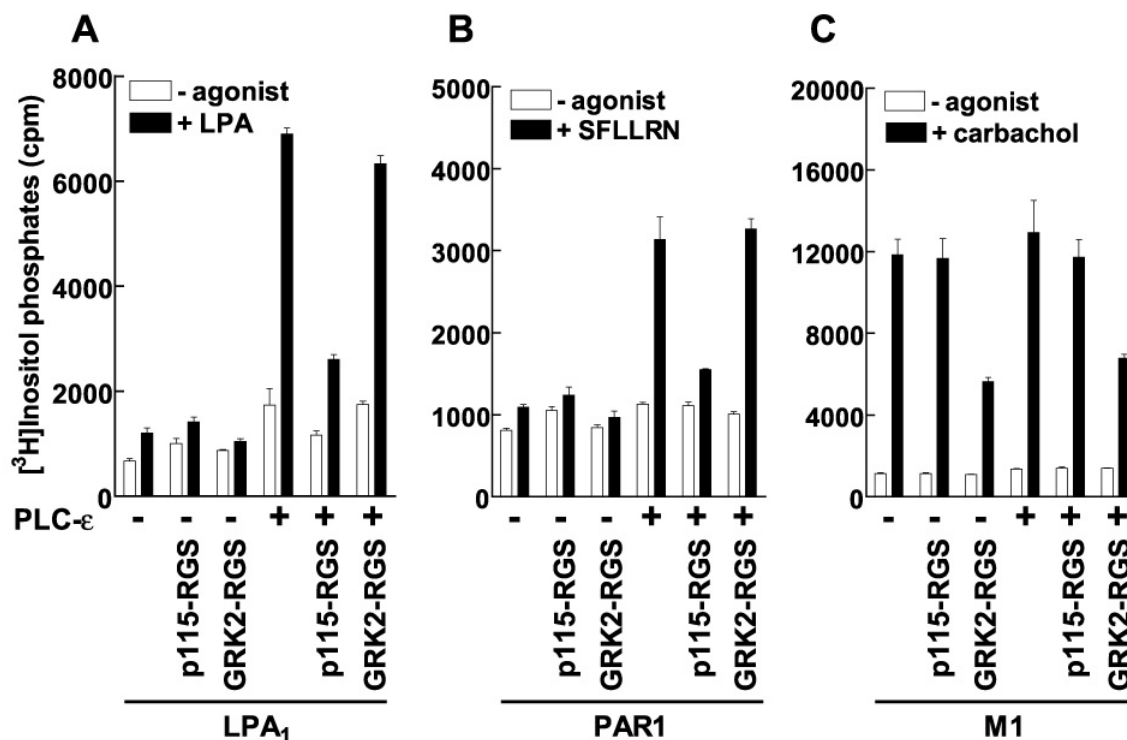 A
8000
6000
4000
2000
0
[³H]Inositol phosphates (cpm)
- agonist
+ LPA
PLC-ε
- - - + + +
p115-RGS
GRK2-RGS
p115-RGS
GRK2-RGS
LPA₁
B
5000
4000
3000
2000
1000
0
- agonist
+ SFLLRN
- - - + + +
p115-RGS
GRK2-RGS
p115-RGS
GRK2-RGS
PAR1
C
20000
16000
12000
8000
4000
0
- agonist
+ carbachol
- - - + + +
p115-RGS
GRK2-RGS
p115-RGS
GRK2-RGS
M1